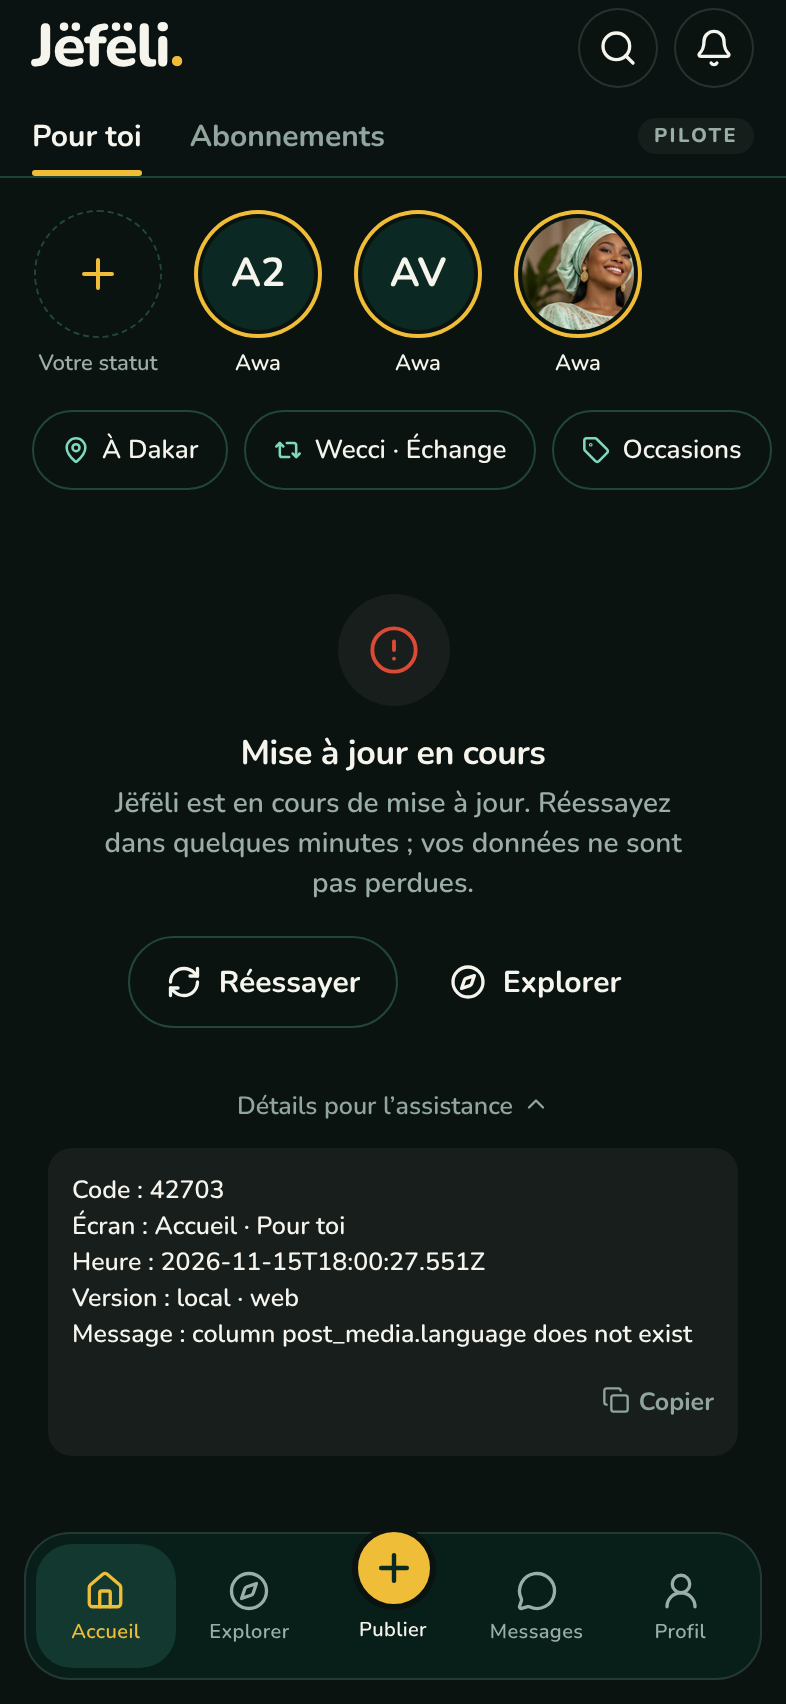 Jëfëli.
Pour toi
Abonnements
PILOTE
A2
AV
Votre statut
Awa
Awa
Awa
À Dakar
Wecci · Échange
Occasions
Mise à jour en cours
Jëfëli est en cours de mise à jour. Réessayez
dans quelques minutes ; vos données ne sont
pas perdues.
Réessayer
Explorer
Détails pour l’assistance
Code : 42703
Écran : Accueil · Pour toi
Heure : 2026-11-15T18:00:27.551Z
Version : local · web
Message : column post_media.language does not exist
Copier
Accueil
Explorer
Publier
Messages
Profil